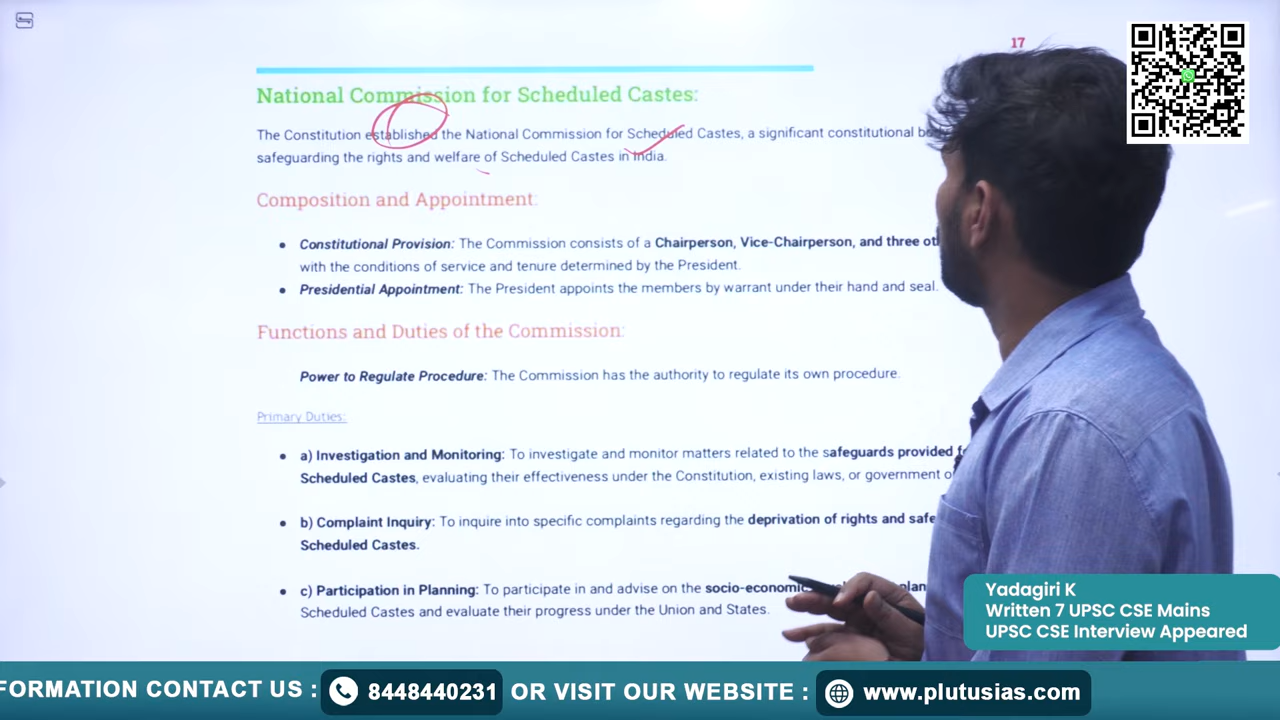 17
National Commission for Scheduled Castes:
The Constitution established the National Commission for Scheduled Castes, a significant constitutional
safeguarding the rights and welfare of Scheduled Castes in India.
Composition and Appointment:
Constitutional Provision: The Commission consists of a Chairperson, Vice-Chairperson, and three
with the conditions of service and tenure determined by the President.
Presidential Appointment: The President appoints the members by warrant under their hand and seal.
Functions and Duties of the Commission:
Power to Regulate Procedure: The Commission has the authority to regulate its own procedure.
Primary Duties:
a) Investigation and Monitoring: To investigate and monitor matters related to the safeguards provided
Scheduled Castes, evaluating their effectiveness under the Constitution, existing laws, or government
b) Complaint Inquiry: To inquire into specific complaints regarding the deprivation of rights and
Scheduled Castes.
c) Participation in Planning: To participate in and advise on the socio-economic
Scheduled Castes and evaluate their progress under the Union and States.
Yadagiri K
Written 7 UPSC CSE Mains
UPSC CSE Interview Appeared
FORMATION CONTACT US : 8448440231 OR VISIT OUR WEBSITE : www.plutusias.com